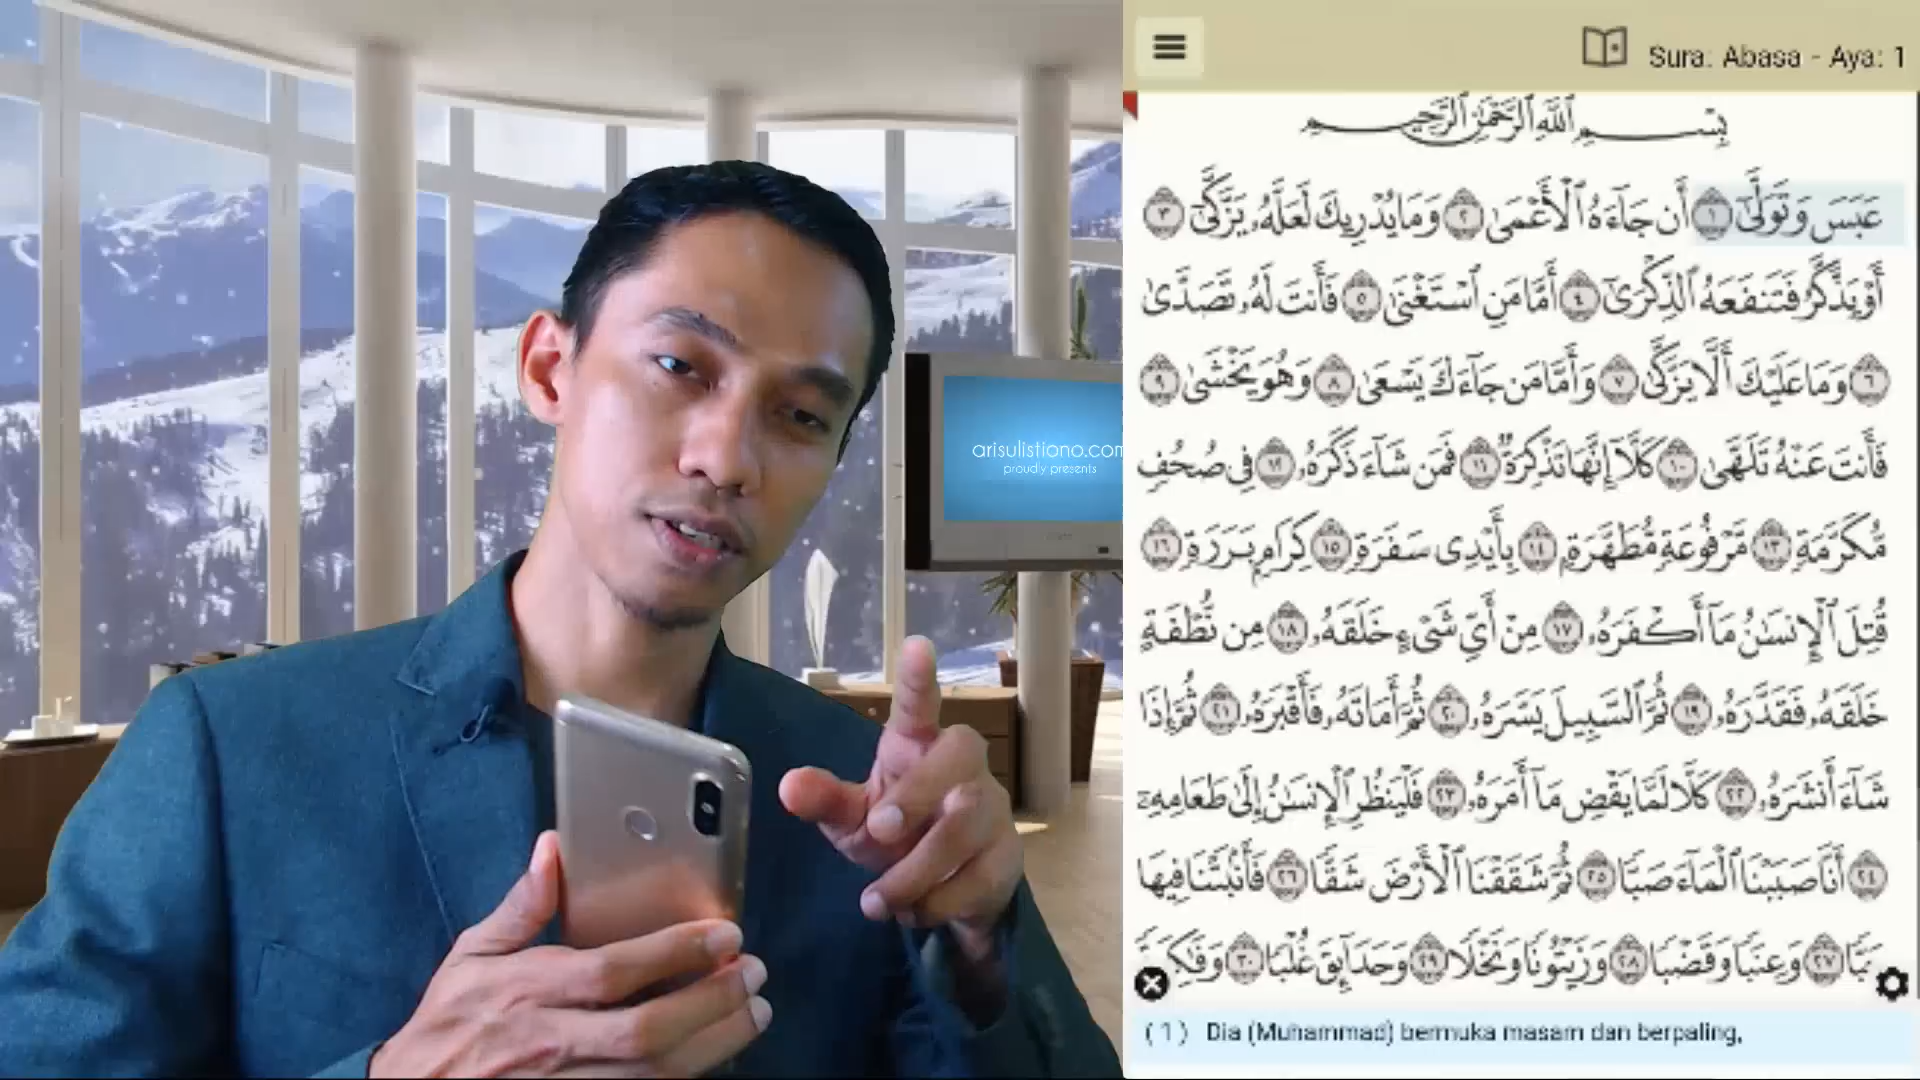 arisulistiono.com
proudly presents
Sura: Abasa - Aya: 1
بِسْمِ ٱللَّهِ ٱلرَّحْمَٰنِ ٱلرَّحِيمِ
عَبَسَ وَتَوَلَّىٰٓ ١ أَن جَآءَهُ ٱلْأَعْمَىٰ ٢ وَمَا يُدْرِيكَ لَعَلَّهُۥ يَزَّكَّىٰٓ ٣
أَوْ يَذَّكَّرُ فَتَنفَعَهُ ٱلذِّكْرَىٰٓ ٤ أَمَّا مَنِ ٱسْتَغْنَىٰ ٥ فَأَنتَ لَهُۥ تَصَدَّىٰ
٦ وَمَا عَلَيْكَ أَلَّا يَزَّكَّىٰ ٧ وَأَمَّا مَن جَآءَكَ يَسْعَىٰ ٨ وَهُوَ يَخْشَىٰ ٩
فَأَنتَ عَنْهُ تَلَهَّىٰ ١٠ كَلَّآ إِنَّهَا تَذْكِرَةٌ ١١ فَمَن شَآءَ ذَكَرَهُۥ ١٢ فِى صُحُفٍ
مُّكَرَّمَةٍ ١٣ مَّرْفُوعَةٍ مُّطَهَّرَةٍۭ ١٤ بِأَيْدِى سَفَرَةٍ ١٥ كِرَامٍۭ بَرَرَةٍ ١٦
قُتِلَ ٱلْإِنسَٰنُ مَآ أَكْفَرَهُۥ ١٧ مِنْ أَىِّ شَىْءٍ خَلَقَهُۥ ١٨ مِن نُّطْفَةٍ
خَلَقَهُۥ فَقَدَّرَهُۥ ١٩ ثُمَّ ٱلسَّبِيلَ يَسَّرَهُۥ ٢٠ ثُمَّ أَمَاتَهُۥ فَأَقْبَرَهُۥ ٢١ ثُمَّ إِذَا
شَآءَ أَنشَرَهُۥ ٢٢ كَلَّا لَمَّا يَقْضِ مَآ أَمَرَهُۥ ٢٣ فَلْيَنظُرِ ٱلْإِنسَٰنُ إِلَىٰ طَعَامِهِۦٓ
٢٤ أَنَّا صَبَبْنَا ٱلْمَآءَ صَبًّا ٢٥ ثُمَّ شَقَقْنَا ٱلْأَرْضَ شَقًّا ٢٦ فَأَنۢبَتْنَا فِيهَا
٢٧ وَعِنَبًا وَقَضْبًا ٢٨ وَزَيْتُونًا وَنَخْلًا ٢٩ وَحَدَآئِقَ غُلْبًا ٣٠
( 1 ) Dia (Muhammad) bermuka masam dan berpaling,